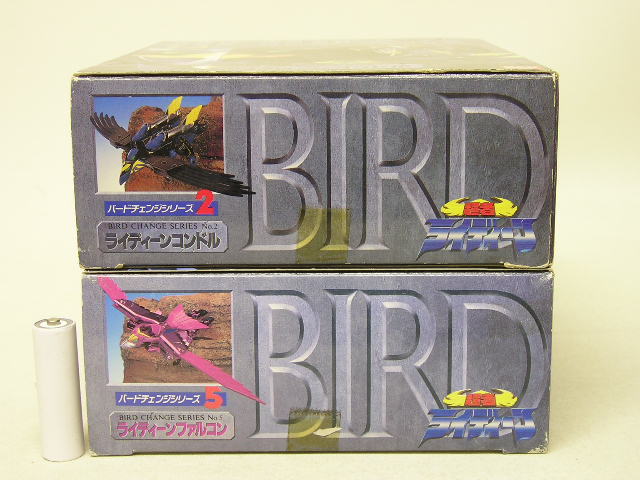 BIRD
バードチェンジシリーズ 2
BIRD CHANGE SERIES No.2
ライディーンコンドル
超者
ライディーン
BIRD
バードチェンジシリーズ 5
BIRD CHANGE SERIES No.5
ライディーンファルコン
超者
ライディーン